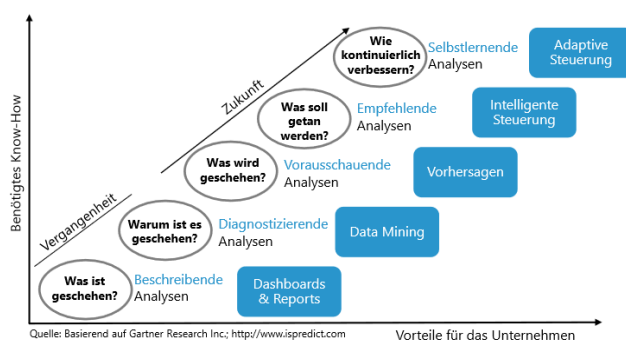 Benötigtes Know-How
Wie
kontinuierlich
verbessern?
Selbstlernende
Analysen
Adaptive
Steuerung
Zukunft
Was soll
getan
werden?
Empfehlende
Analysen
Intelligente
Steuerung
Was wird
geschehen?
Vorausschauende
Analysen
Vorhersagen
Vergangenheit
Warum ist es
geschehen?
Diagnostizierende
Analysen
Data Mining
Was ist
geschehen?
Beschreibende
Analysen
Dashboards
& Reports
Quelle: Basierend auf Gartner Research Inc.; http://www.ispredict.com
Vorteile für das Unternehmen